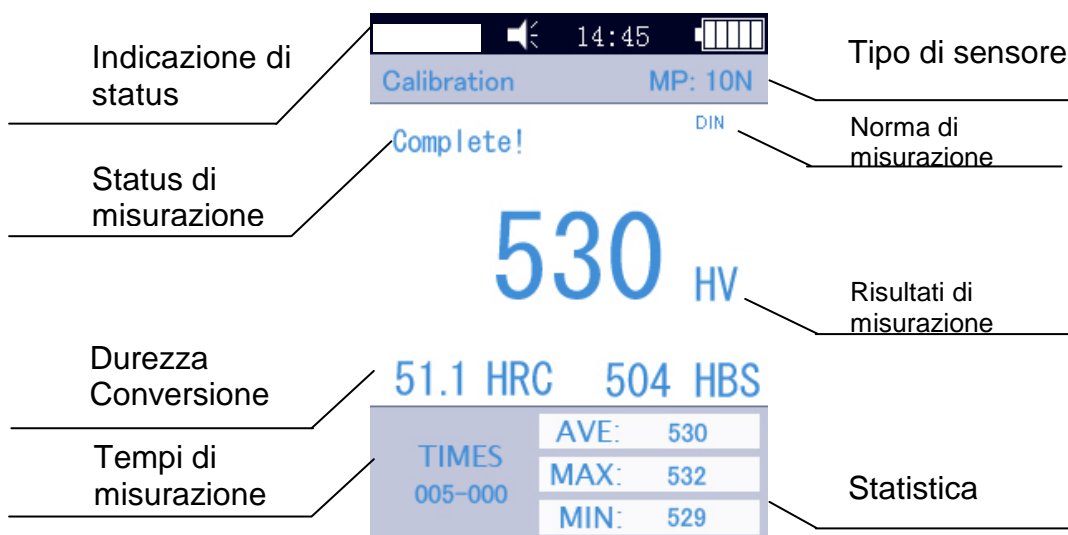 14:45
Indicazione di
status
Tipo di sensore
Calibration MP: 10N
DIN
Norma di
misurazione
Complete!
Status di
misurazione
530 HV
Risultati di
misurazione
Durezza
Conversione
51.1 HRC 504 HBS
Tempi di
misurazione
TIMES
005-000
AVE: 530
MAX: 532
MIN: 529
Statistica